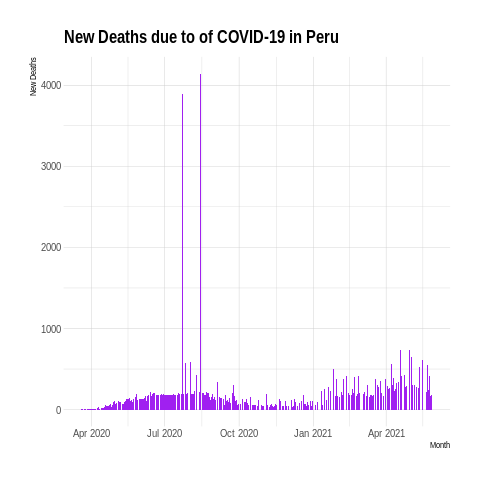 New Deaths due to of COVID-19 in Peru
New Deaths
4000
3000
2000
1000
0
Apr 2020 Jul 2020 Oct 2020 Jan 2021 Apr 2021
Month